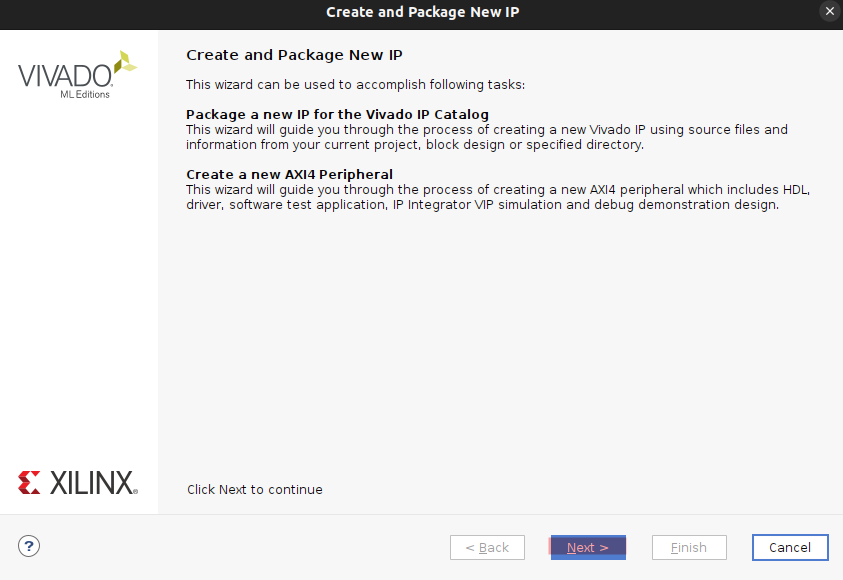 Create and Package New IP
VIVADO
ML Editions
Create and Package New IP
This wizard can be used to accomplish following tasks:
Package a new IP for the Vivado IP Catalog
This wizard will guide you through the process of creating a new Vivado IP using source files and
information from your current project, block design or specified directory.
Create a new AXI4 Peripheral
This wizard will guide you through the process of creating a new AXI4 peripheral which includes HDL,
driver, software test application, IP Integrator VIP simulation and debug demonstration design.
XILINX®
Click Next to continue
?
< Back
Next >
Finish
Cancel